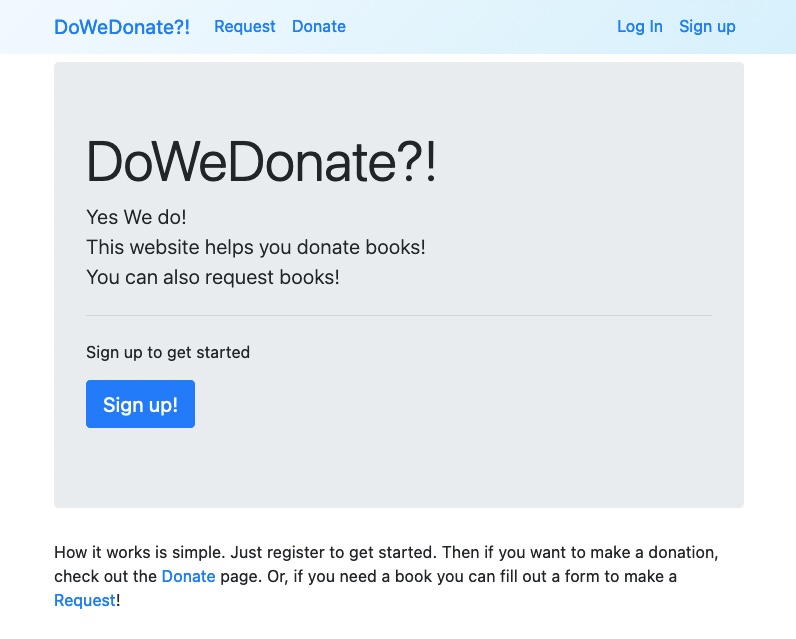 DoWeDonate?! Request Donate Log In Sign up
DoWeDonate?!
Yes We do!
This website helps you donate books!
You can also request books!
Sign up to get started
Sign up!
How it works is simple. Just register to get started. Then if you want to make a donation,
check out the Donate page. Or, if you need a book you can fill out a form to make a
Request!